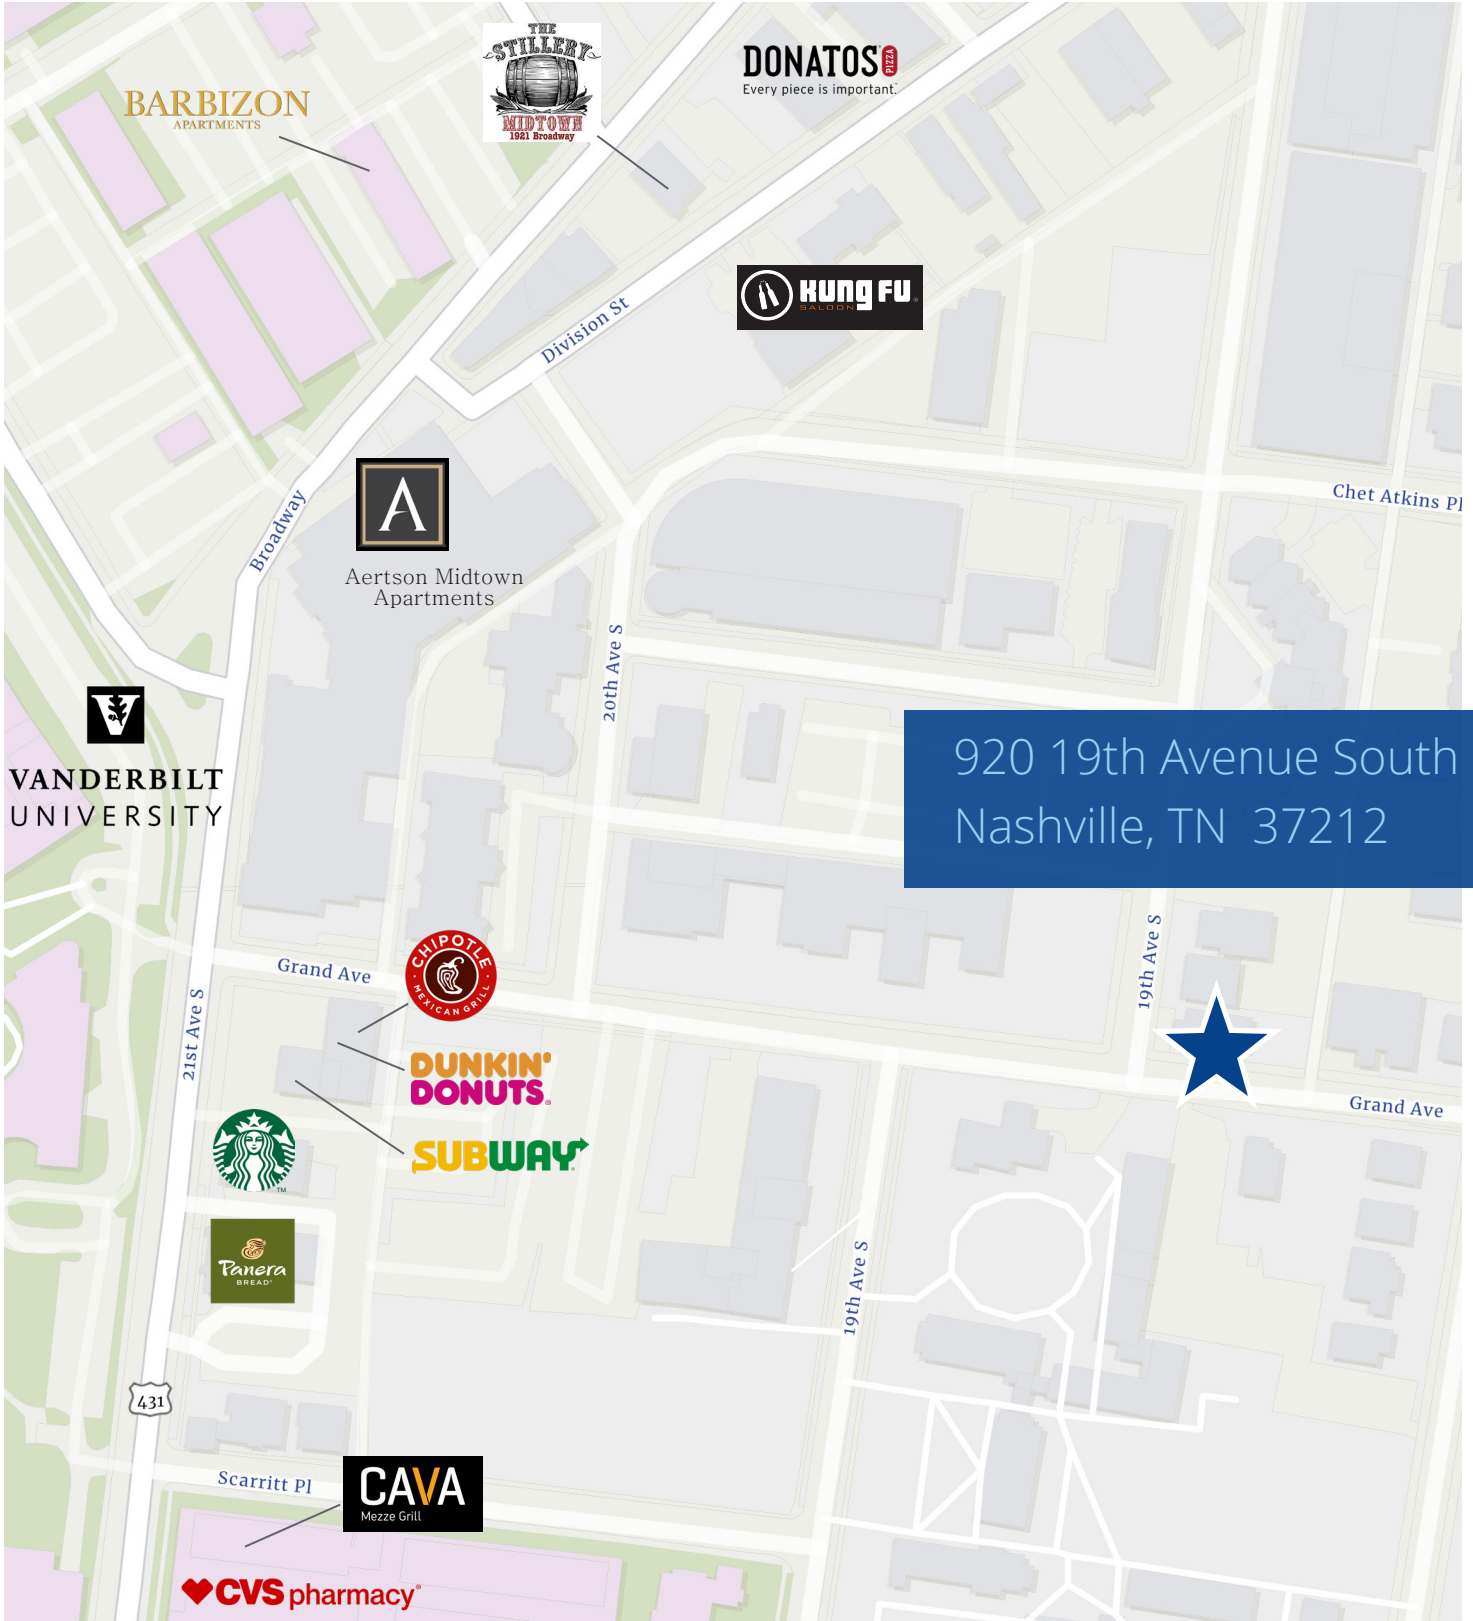 THE
STILLERY
MIDTOWN
1921 Broadway
DONATOS PIZZA
Every piece is important.
BARBIZON
APARTMENTS
KUNG FU
SALOON
Division St
Chet Atkins Pl
Broadway
A
Aertson Midtown
Apartments
20th Ave S
V
VANDERBILT
UNIVERSITY
920 19th Avenue South
Nashville, TN 37212
19th Ave S
CHIPOTLE
MEXICAN GRILL
Grand Ave
21st Ave S
DUNKIN'
DONUTS
Grand Ave
SUBWAY
TM
Panera
BREAD
19th Ave S
431
Scarritt Pl
CAVA
Mezze Grill
CVS pharmacy